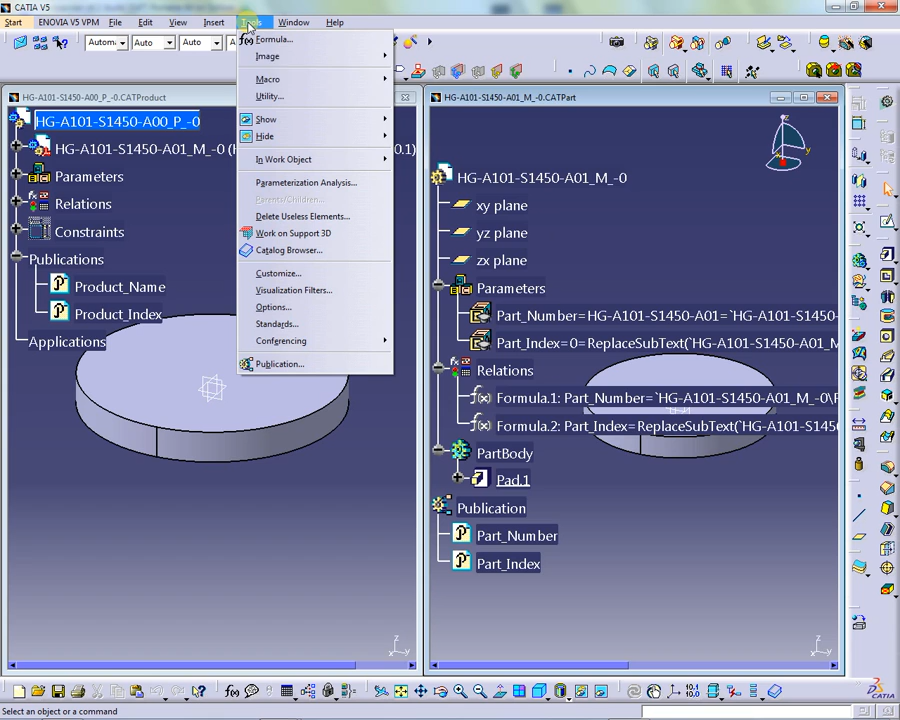 CATIA V5
Start
ENOVIA V5 VPM
File
Edit
View
Insert
Tools
Window
Help
Autom
Auto
Auto
HG-A101-S1450-A00_P_-0.CATProduct
HG-A101-S1450-A00_P_-0
HG-A101-S1450-A01_M_-0 (H
0.1)
Parameters
Relations
Constraints
Publications
Product_Name
Product_Index
Applications
Formula...
Image
Macro
Utility...
Show
Hide
In Work Object
Parameterization Analysis...
Parents/Children...
Delete Useless Elements...
Work on Support 3D
Catalog Browser...
Customize...
Visualization Filters...
Options...
Standards...
Conferencing
Publication...
HG-A101-S1450-A01_M_-0.CATPart
HG-A101-S1450-A01_M_-0
xy plane
yz plane
zx plane
Parameters
Part_Number=HG-A101-S1450-A01=`HG-A101-S1450-
Part_Index=0=ReplaceSubText(`HG-A101-S1450-A01_M
Relations
Formula.1: Part_Number=`HG-A101-S1450-A01_M_-0\P
Formula.2: Part_Index=ReplaceSubText(`HG-A101-S1450
PartBody
Pad.1
Publication
Part_Number
Part_Index
z
y
x
z
y
x
z
y
x
Select an object or a command
CATIA